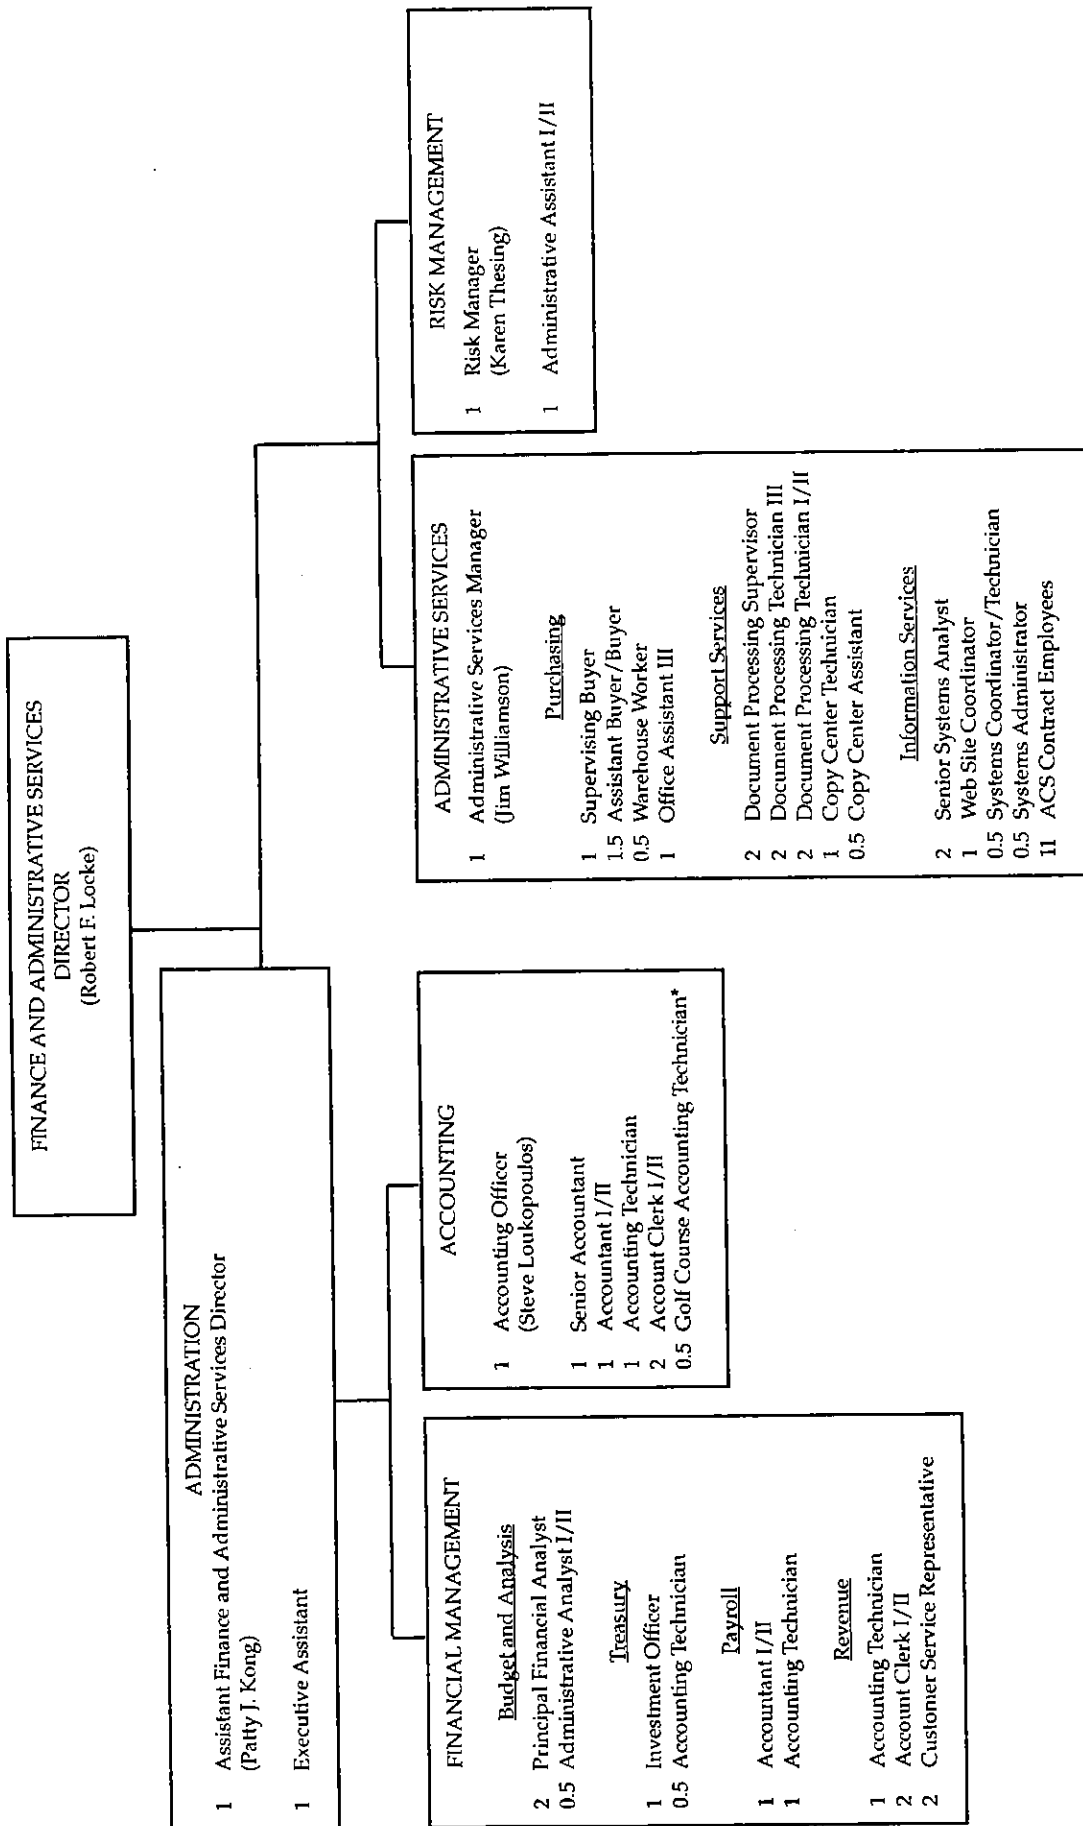 FINANCE AND ADMINISTRATIVE SERVICES
DIRECTOR
(Robert F. Locke)
ADMINISTRATION
1 Assistant Finance and Administrative Services Director
(Patty J. Kong)
1 Executive Assistant
FINANCIAL MANAGEMENT
Budget and Analysis
2 Principal Financial Analyst
0.5 Administrative Analyst I/II
Treasury
1 Investment Officer
0.5 Accounting Technician
Payroll
1 Accountant I/II
1 Accounting Technician
Revenue
1 Accounting Technician
2 Account Clerk I/II
2 Customer Service Representative
ACCOUNTING
1 Accounting Officer
(Steve Loukopoulos)
1 Senior Accountant
1 Accountant I/II
1 Accounting Technician
2 Account Clerk I/II
0.5 Golf Course Accounting Technician*
ADMINISTRATIVE SERVICES
1 Administrative Services Manager
(Jim Williamson)
Purchasing
1 Supervising Buyer
1.5 Assistant Buyer/Buyer
0.5 Warehouse Worker
1 Office Assistant III
Support Services
2 Document Processing Supervisor
2 Document Processing Technician III
2 Document Processing Technician I/II
1 Copy Center Technician
0.5 Copy Center Assistant
Information Services
2 Senior Systems Analyst
1 Web Site Coordinator
0.5 Systems Coordinator/Technician
0.5 Systems Administrator
11 ACS Contract Employees
RISK MANAGEMENT
1 Risk Manager
(Karen Thesing)
1 Administrative Assistant I/II